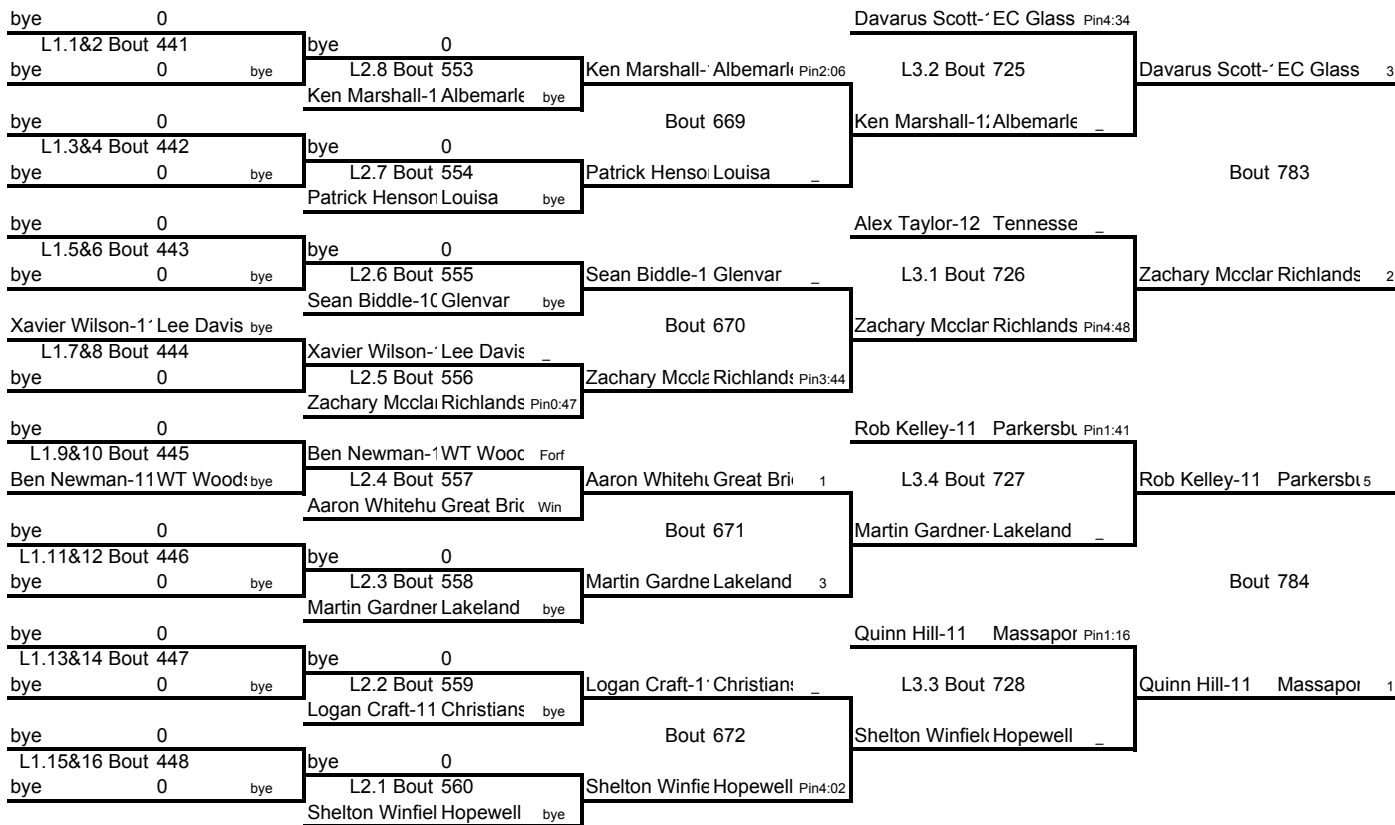 bye 0 Davarus Scott-1 EC Glass Pin4:34
L1.1&2 Bout 441 bye 0
bye 0 bye L2.8 Bout 553 Ken Marshall- Albemarle Pin2:06 L3.2 Bout 725 Davarus Scott-1 EC Glass 3
Ken Marshall-1 Albemarle bye
bye 0 Bout 669 Ken Marshall-12 Albemarle _
L1.3&4 Bout 442 bye 0
bye 0 bye L2.7 Bout 554 Patrick Henso Louisa _ Bout 783
Patrick Henson Louisa bye
bye 0 Alex Taylor-12 Tennesse _
L1.5&6 Bout 443 bye 0
bye 0 bye L2.6 Bout 555 Sean Biddle-1 Glenvar _ L3.1 Bout 726 Zachary Mcclar Richlands 2
Sean Biddle-10 Glenvar bye
Xavier Wilson-11 Lee Davis bye Bout 670 Zachary Mcclar Richlands Pin4:48
L1.7&8 Bout 444 Xavier Wilson-1 Lee Davis _
bye 0 L2.5 Bout 556 Zachary Mccla Richlands Pin3:44
Zachary Mcclar Richlands Pin0:47
bye 0 Rob Kelley-11 Parkersbu Pin1:41
L1.9&10 Bout 445 Ben Newman-1 WT Wooc Forf
Ben Newman-11 WT Woods bye L2.4 Bout 557 Aaron Whitehu Great Bri 1 L3.4 Bout 727 Rob Kelley-11 Parkersbu 5
Aaron Whitehu Great Bric Win
bye 0 Bout 671 Martin Gardner- Lakeland _
L1.11&12 Bout 446 bye 0
bye 0 bye L2.3 Bout 558 Martin Gardne Lakeland 3 Bout 784
Martin Gardner Lakeland bye
bye 0 Quinn Hill-11 Massapor Pin1:16
L1.13&14 Bout 447 bye 0
bye 0 bye L2.2 Bout 559 Logan Craft-11 Christians _ L3.3 Bout 728 Quinn Hill-11 Massapor 1
Logan Craft-11 Christians bye
bye 0 Bout 672 Shelton Winfield Hopewell _
L1.15&16 Bout 448 bye 0
bye 0 bye L2.1 Bout 560 Shelton Winfie Hopewell Pin4:02
Shelton Winfiel Hopewell bye